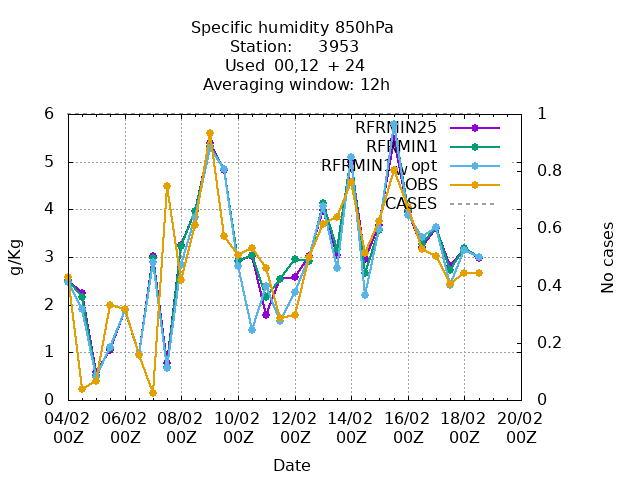 Specific humidity 850hPa
Station: 3953
Used 00,12 + 24
Averaging window: 12h
RFRMIN25
RFRMIN1
opt
OBS
CASES
g/Kg
6
5
4
3
2
1
0
No cases
1
0.8
0.6
0.4
0.2
0
04/02 06/02 08/02 10/02 12/02 14/02 16/02 18/02 20/02
00Z 00Z 00Z 00Z 00Z 00Z 00Z 00Z 00Z
Date